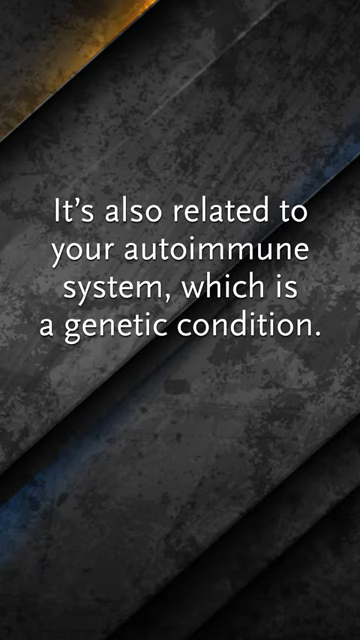 It’s also related to
your autoimmune
system, which is
a genetic condition.